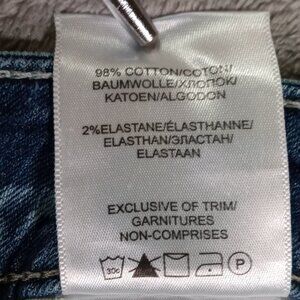 98% COTTON/COTON/
BAUMWOLLE/ХЛОПОК/
KATOEN/ALGODON
2%ELASTANE/ÉLASTHANNE/
ELASTHAN/ЭЛАСТАН/
ELASTAAN
EXCLUSIVE OF TRIM/
GARNITURES
NON-COMPRISES
30c P